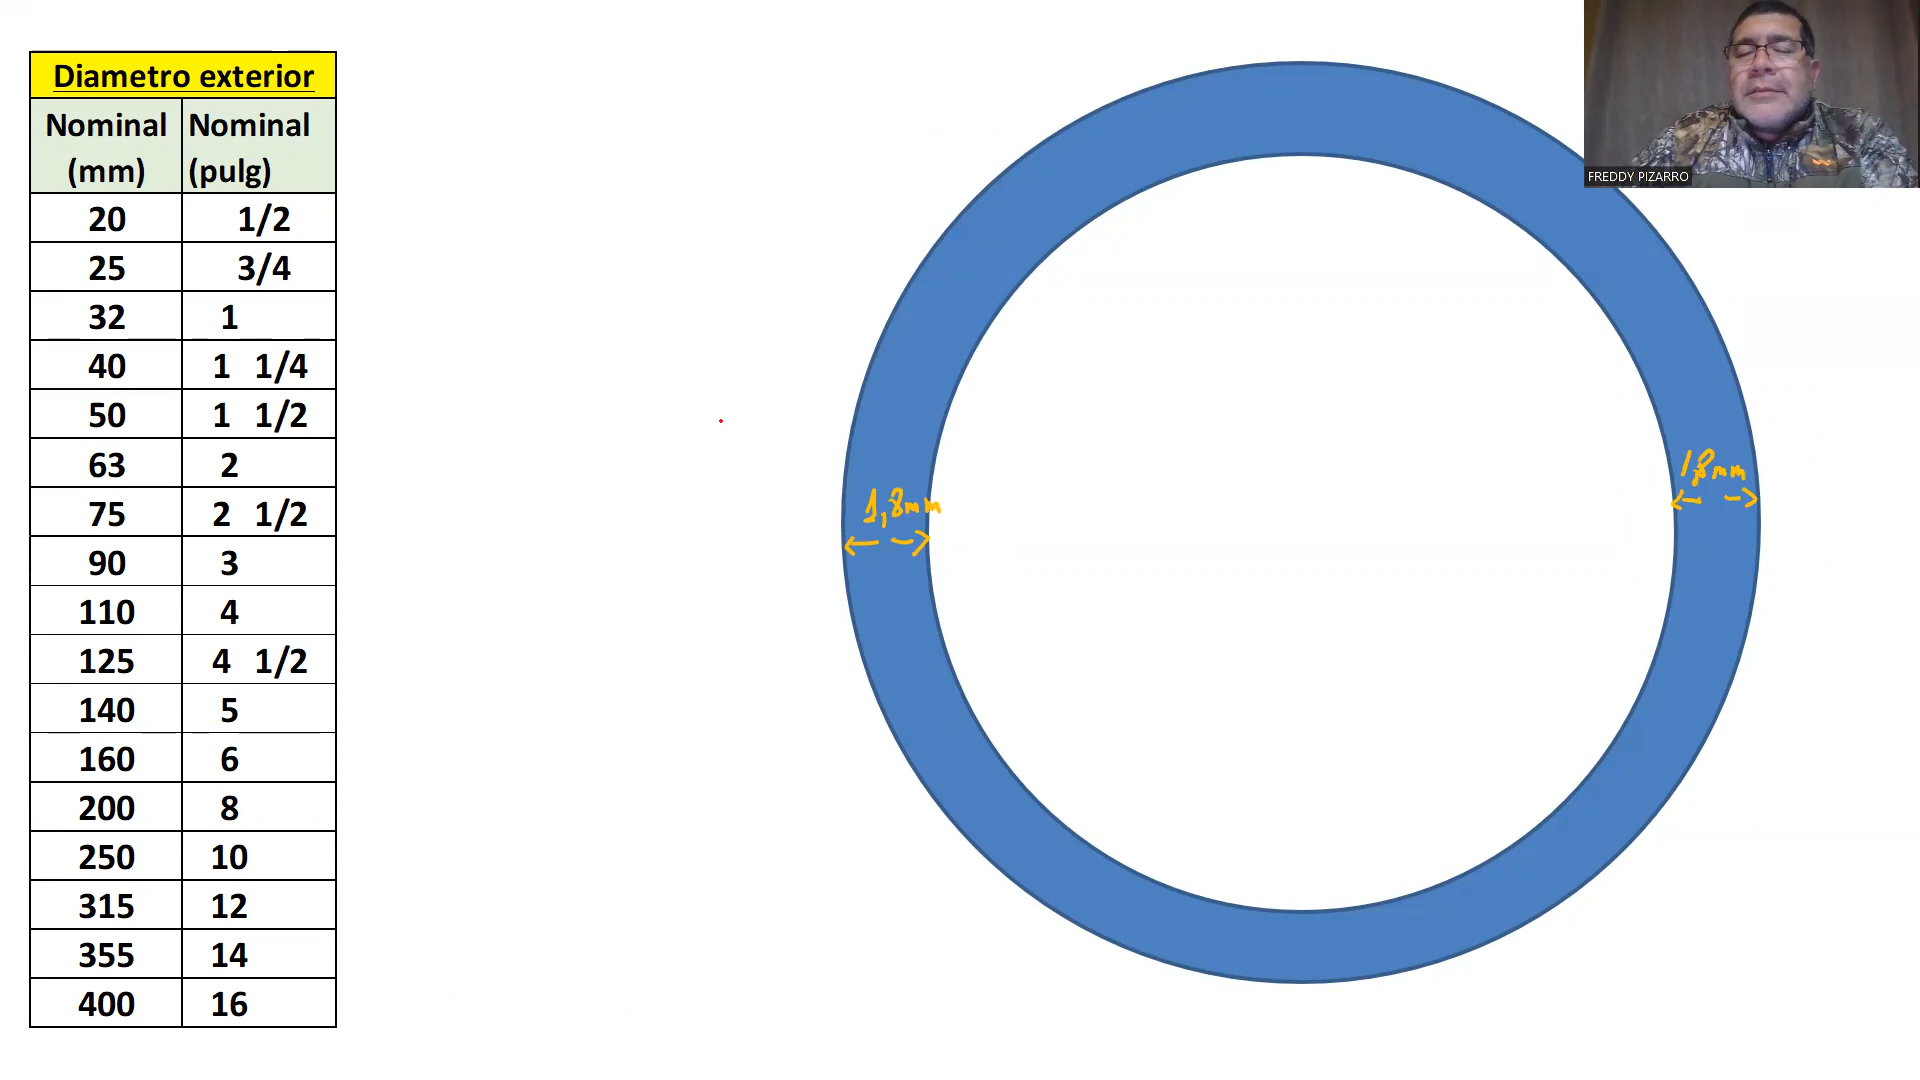 Diametro exterior
Nominal (mm) Nominal (pulg)
20 1/2
25 3/4
32 1
40 1 1/4
50 1 1/2
63 2
75 2 1/2
90 3
110 4
125 4 1/2
140 5
160 6
200 8
250 10
315 12
355 14
400 16
1,8mm
1,8mm
FREDDY PIZARRO